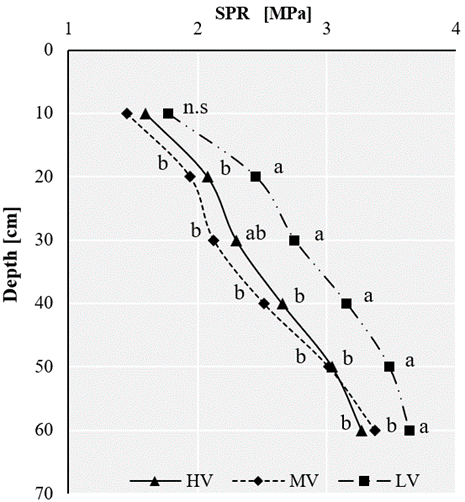 SPR [MPa]
1 2 3 4
0
10 n.s
b b a
20
b ab a
30
b b a
40
b b a
50
b b a
60
70
Depth [cm]
HV MV LV